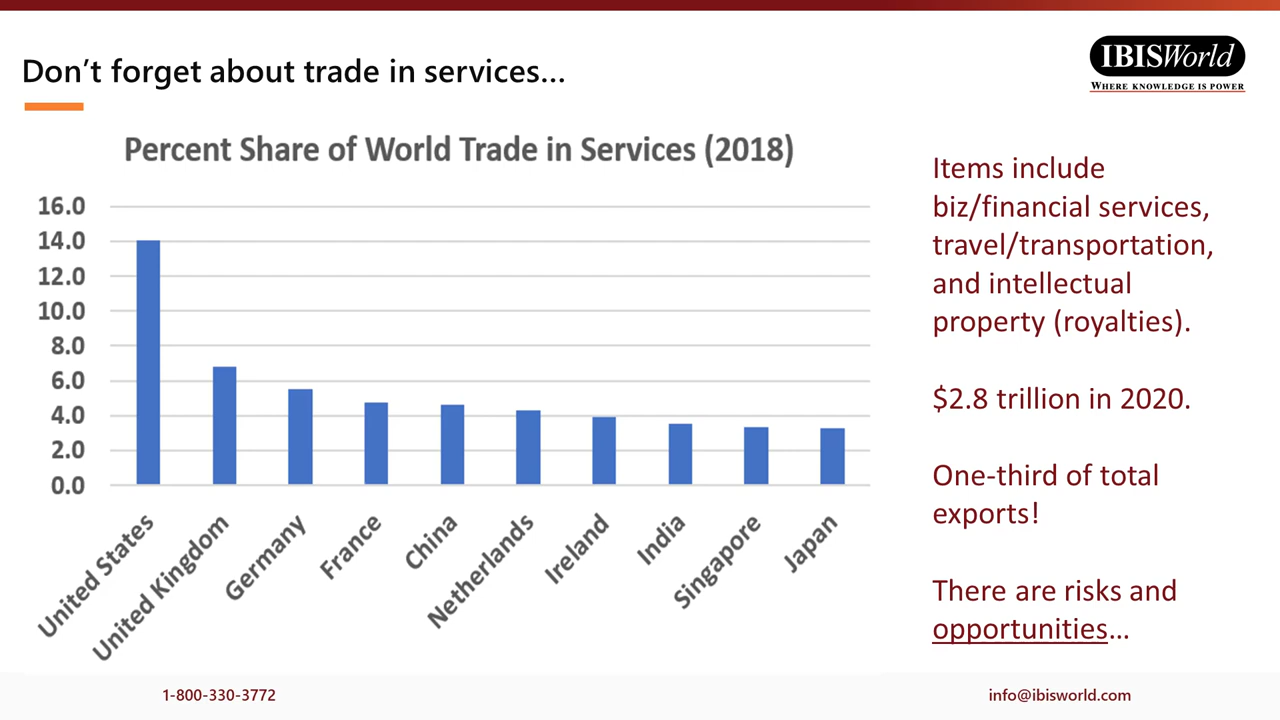 Don’t forget about trade in services...
IBISWorld
WHERE KNOWLEDGE IS POWER
Percent Share of World Trade in Services (2018)
16.0
14.0
12.0
10.0
8.0
6.0
4.0
2.0
0.0
United States
United Kingdom
Germany
France
China
Netherlands
Ireland
India
Singapore
Japan
Items include
biz/financial services,
travel/transportation,
and intellectual
property (royalties).
$2.8 trillion in 2020.
One-third of total
exports!
There are risks and
opportunities...
1-800-330-3772
info@ibisworld.com